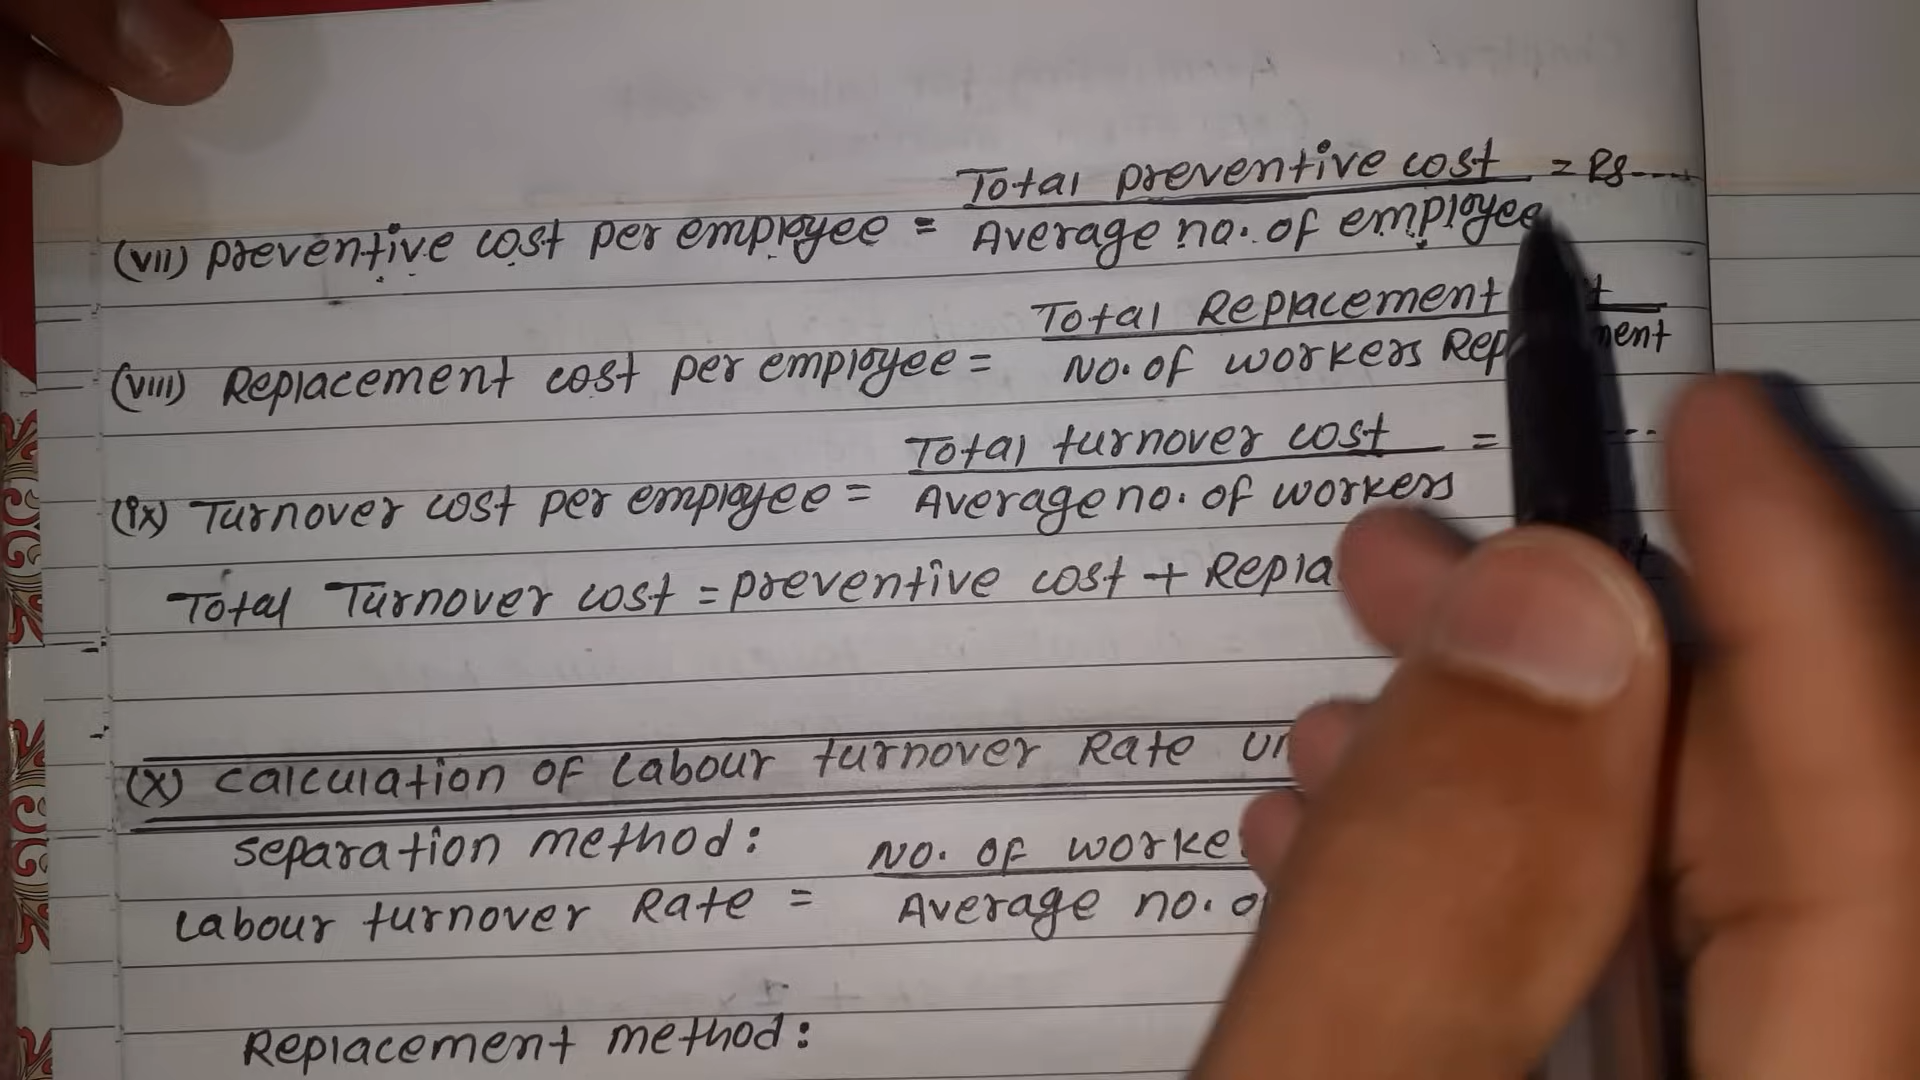 Total preventive cost = Rs----
(vii) preventive cost per employee = Average no. of employee
Total Replacement
(viii) Replacement cost per employee = No. of workers
Total turnover cost =
(ix) Turnover cost per employee = Average no. of workers
Total Turnover cost = preventive cost +
(x) Calculation of Labour turnover Rate
Separation method: No. of
Labour turnover Rate = Average no.
Replacement method: